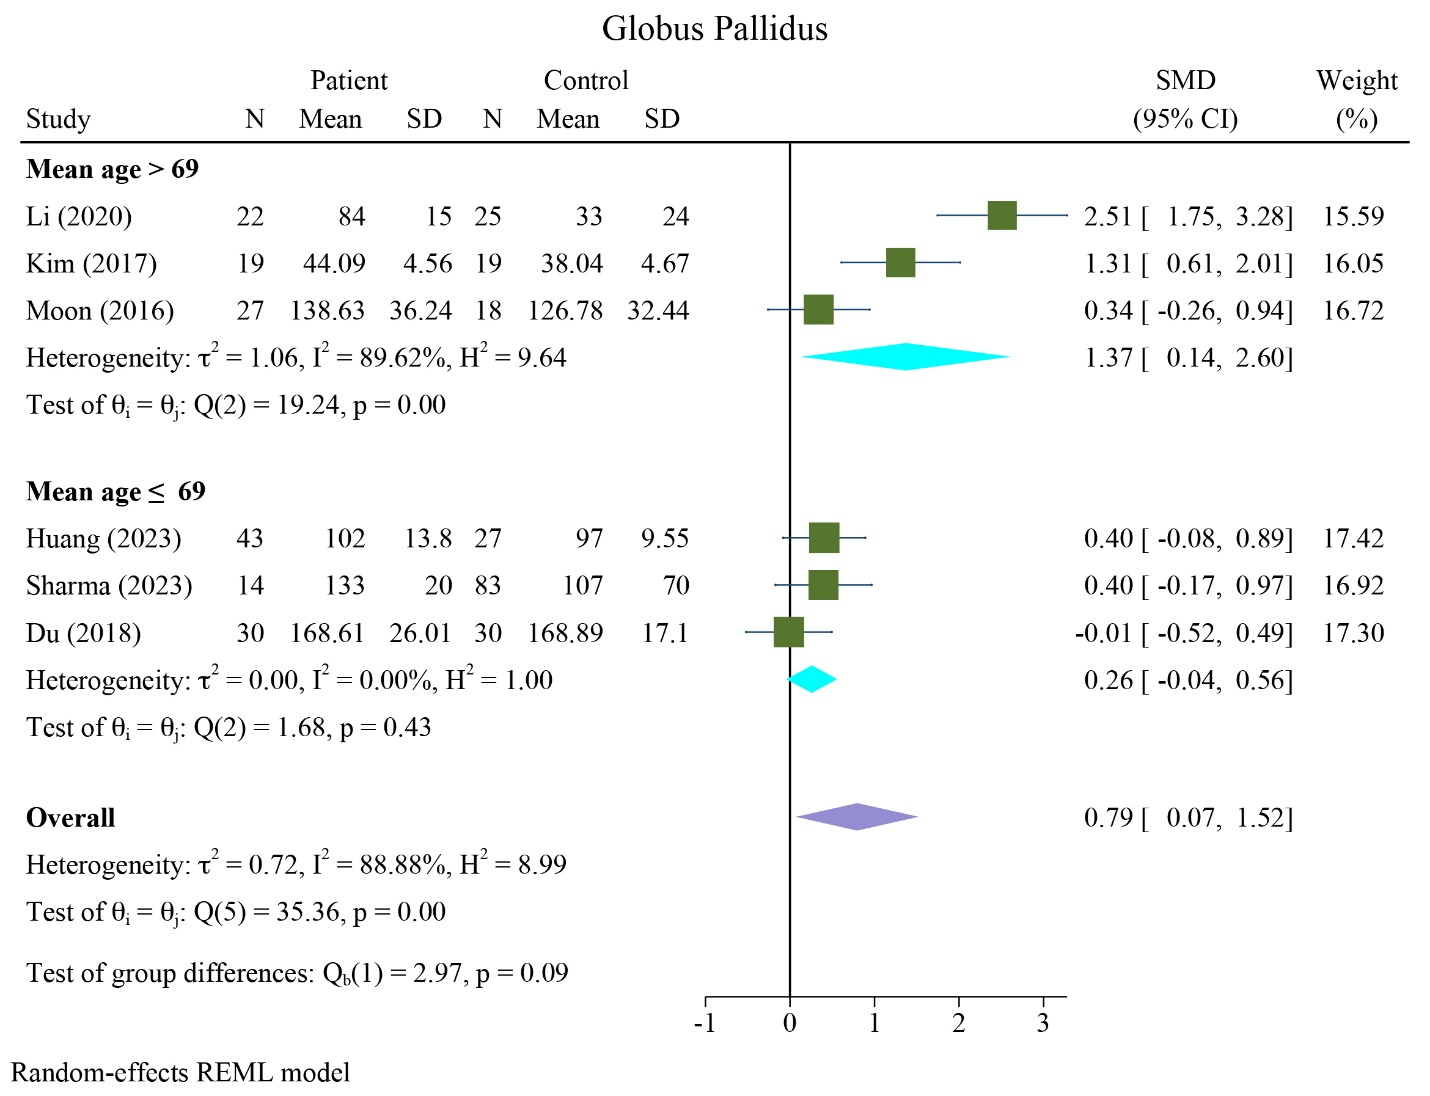 Globus Pallidus
Patient Control SMD Weight
Study N Mean SD N Mean SD (95% CI) (%)
Mean age > 69
Li (2020) 22 84 15 25 33 24 2.51 [ 1.75, 3.28] 15.59
Kim (2017) 19 44.09 4.56 19 38.04 4.67 1.31 [ 0.61, 2.01] 16.05
Moon (2016) 27 138.63 36.24 18 126.78 32.44 0.34 [ -0.26, 0.94] 16.72
Heterogeneity: τ² = 1.06, I² = 89.62%, H² = 9.64 1.37 [ 0.14, 2.60]
Test of θᵢ = θⱼ: Q(2) = 19.24, p = 0.00
Mean age ≤ 69
Huang (2023) 43 102 13.8 27 97 9.55 0.40 [ -0.08, 0.89] 17.42
Sharma (2023) 14 133 20 83 107 70 0.40 [ -0.17, 0.97] 16.92
Du (2018) 30 168.61 26.01 30 168.89 17.1 -0.01 [ -0.52, 0.49] 17.30
Heterogeneity: τ² = 0.00, I² = 0.00%, H² = 1.00 0.26 [ -0.04, 0.56]
Test of θᵢ = θⱼ: Q(2) = 1.68, p = 0.43
Overall 0.79 [ 0.07, 1.52]
Heterogeneity: τ² = 0.72, I² = 88.88%, H² = 8.99
Test of θᵢ = θⱼ: Q(5) = 35.36, p = 0.00
Test of group differences: Q_b(1) = 2.97, p = 0.09
-1 0 1 2 3
Random-effects REML model